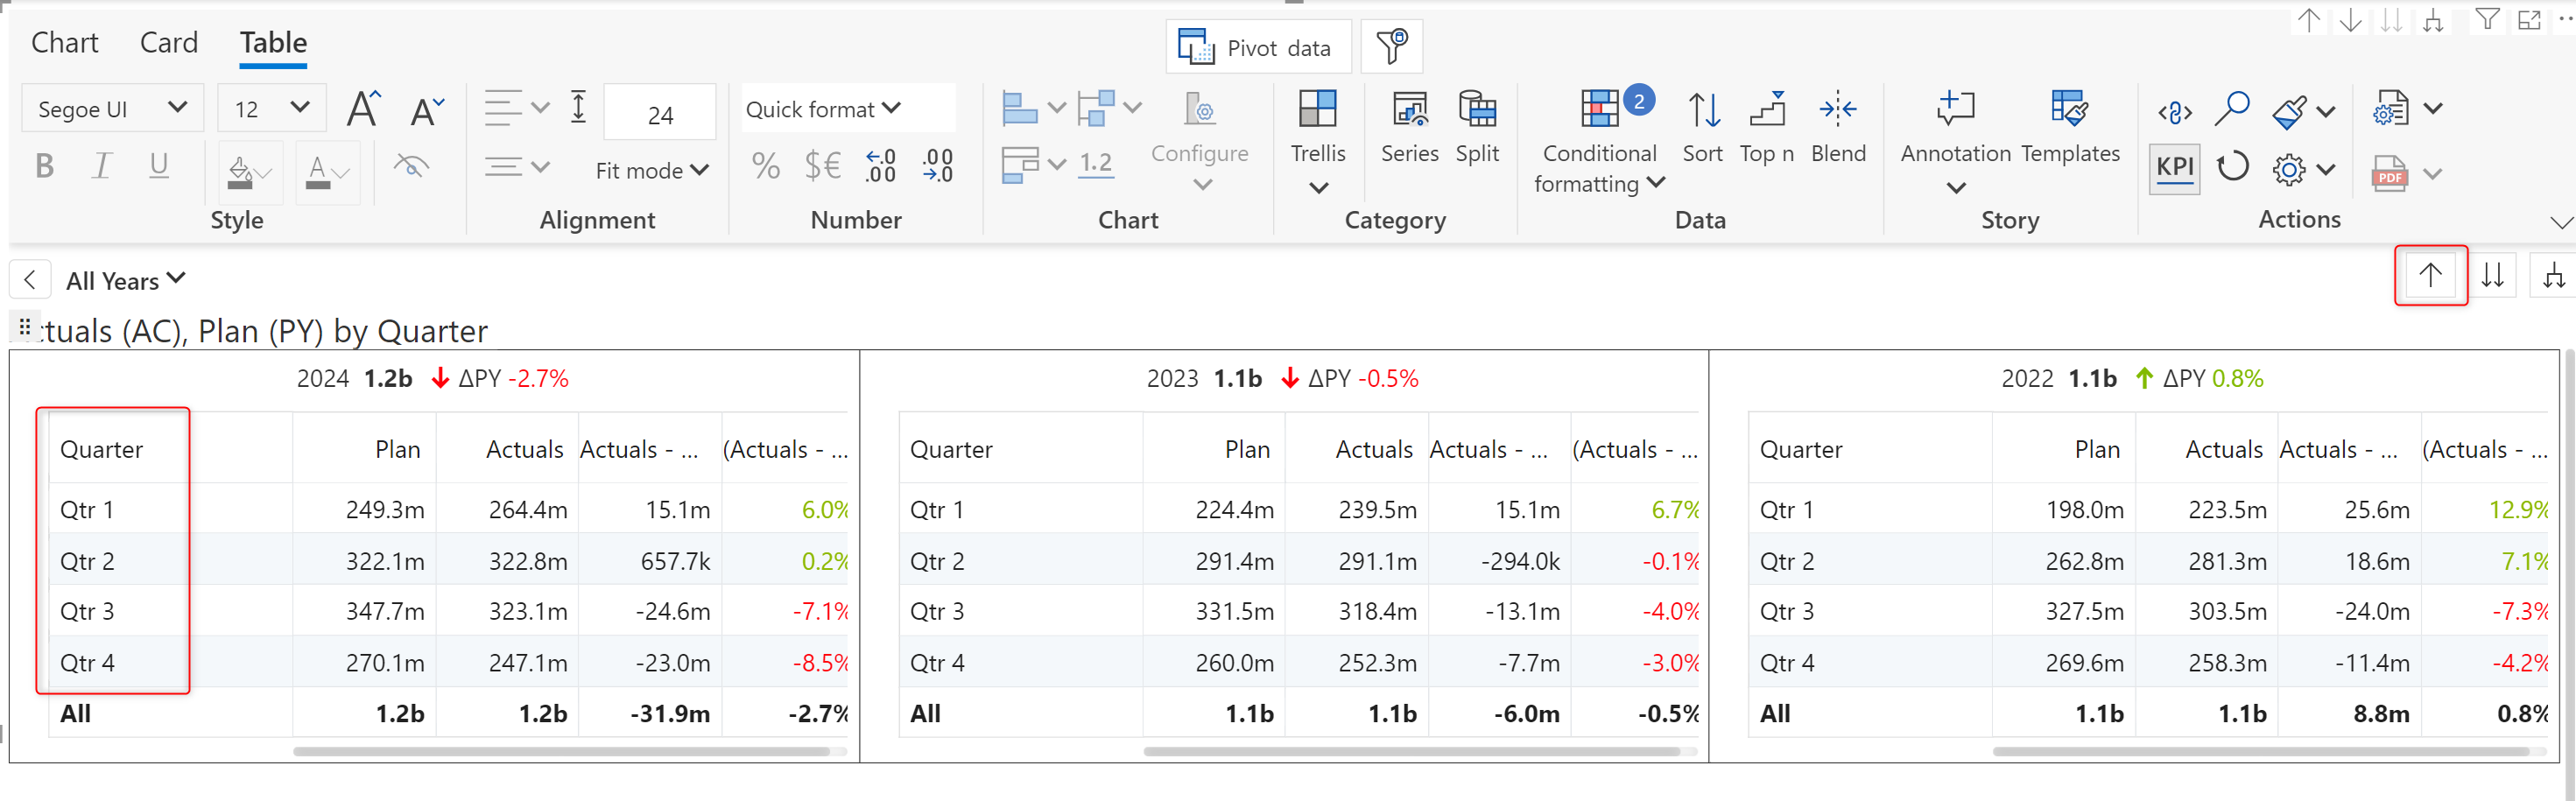 Chart Card Table
Pivot data
Segoe UI 12 24 Quick format
B I U A Fit mode % $€ ←.0 .00 .00 →.0 1.2
Configure
Trellis Series Split
2
Conditional formatting Sort Top n Blend
Annotation Templates
KPI PDF
Style Alignment Number Chart Category Data Story Actions
All Years
ctuals (AC), Plan (PY) by Quarter
2024 1.2b ΔPY -2.7%
Quarter Plan Actuals Actuals - ... (Actuals - ...
Qtr 1 249.3m 264.4m 15.1m 6.0%
Qtr 2 322.1m 322.8m 657.7k 0.2%
Qtr 3 347.7m 323.1m -24.6m -7.1%
Qtr 4 270.1m 247.1m -23.0m -8.5%
All 1.2b 1.2b -31.9m -2.7%
2023 1.1b ΔPY -0.5%
Quarter Plan Actuals Actuals - ... (Actuals - ...
Qtr 1 224.4m 239.5m 15.1m 6.7%
Qtr 2 291.4m 291.1m -294.0k -0.1%
Qtr 3 331.5m 318.4m -13.1m -4.0%
Qtr 4 260.0m 252.3m -7.7m -3.0%
All 1.1b 1.1b -6.0m -0.5%
2022 1.1b ΔPY 0.8%
Quarter Plan Actuals Actuals - ... (Actuals - ...
Qtr 1 198.0m 223.5m 25.6m 12.9%
Qtr 2 262.8m 281.3m 18.6m 7.1%
Qtr 3 327.5m 303.5m -24.0m -7.3%
Qtr 4 269.6m 258.3m -11.4m -4.2%
All 1.1b 1.1b 8.8m 0.8%